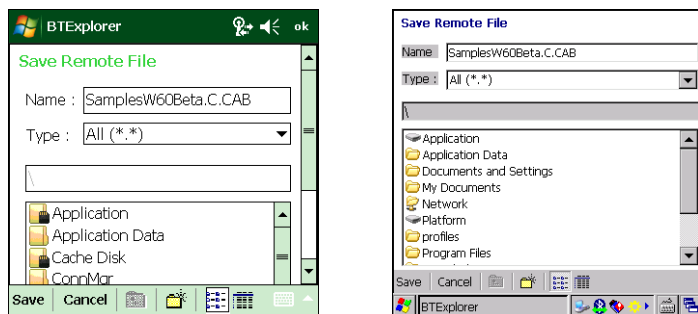 BTExplorer ok
Save Remote File
Name : SamplesW60Beta.C.CAB
Type : All (*.*)
\
Application
Application Data
Cache Disk
ConnMgr
Save Cancel
Save Remote File
Name SamplesW60Beta.C.CAB
Type : All (*.*)
\
Application
Application Data
Documents and Settings
My Documents
Network
Platform
profiles
Program Files
Save Cancel
BTExplorer